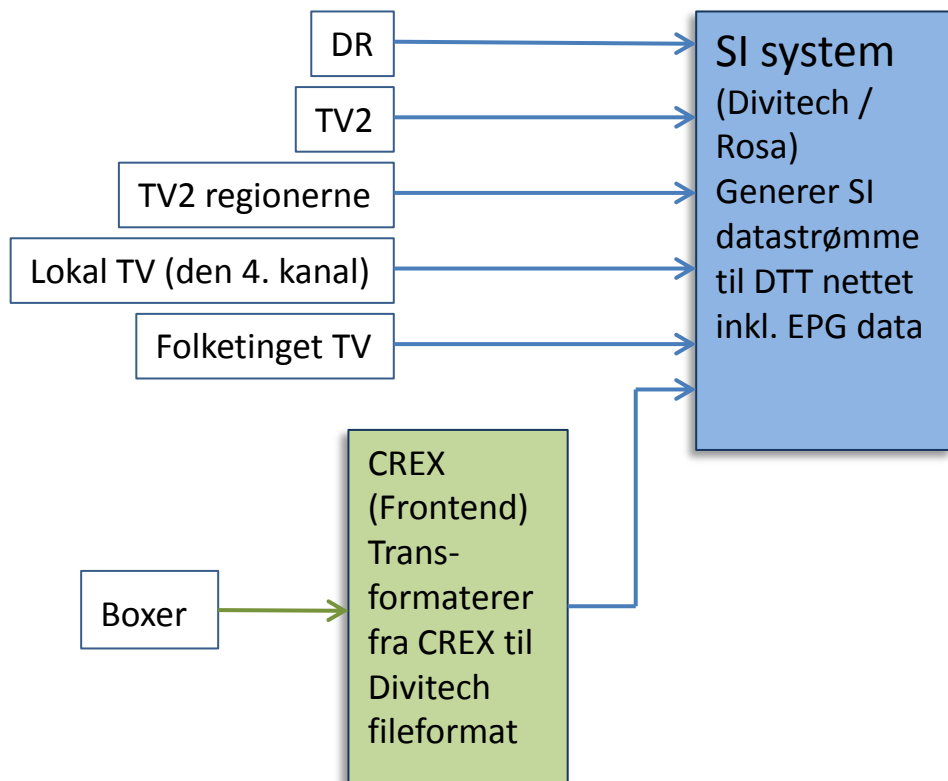 DR
TV2
TV2 regionerne
Lokal TV (den 4. kanal)
Folketinget TV
SI system
(Divitech /
Rosa)
Generer SI
datastrømme
til DTT nettet
inkl. EPG data
Boxer
CREX
(Frontend)
Trans-
formaterer
fra CREX til
Divitech
fileformat